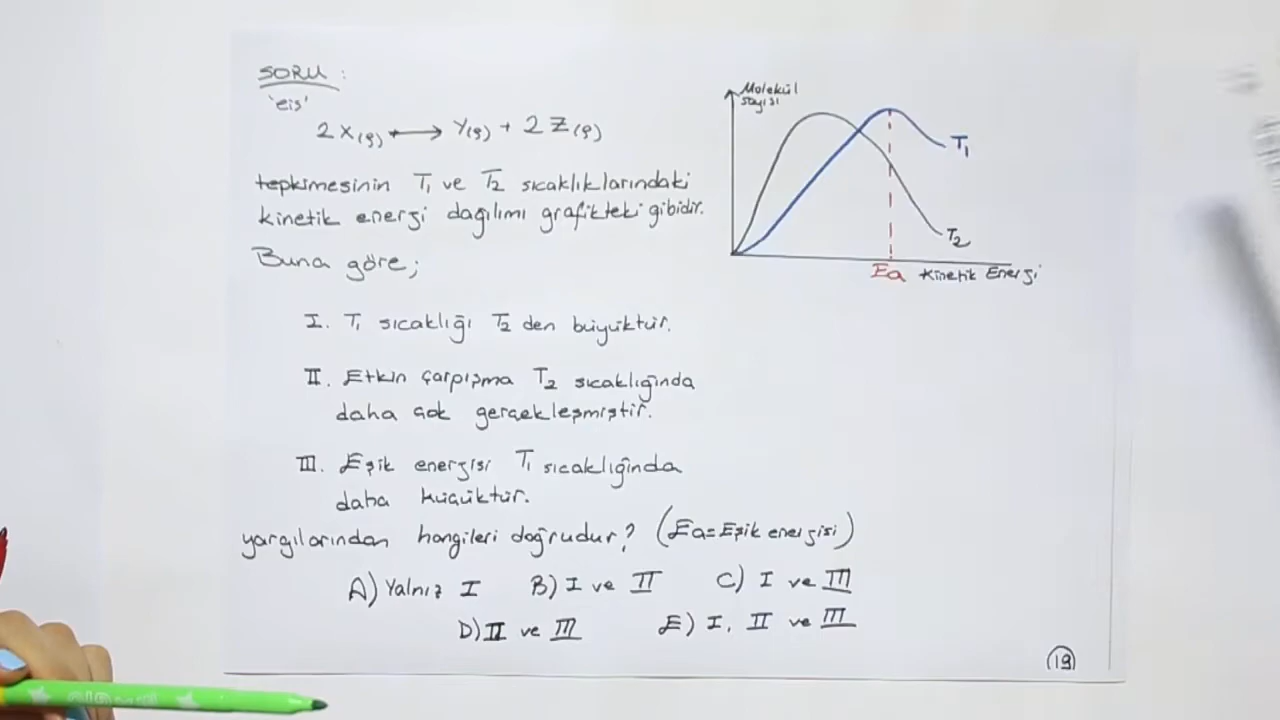 SORU :
'eis'
2 X(g) ⟷ Y(g) + 2 Z(g)
tepkimesinin T₁ ve T₂ sıcaklıklarındaki
kinetik enerji dağılımı grafikteki gibidir.
Buna göre;
Molekül
sayısı
T₁
T₂
Ea Kinetik Enerji
I. T₁ sıcaklığı T₂ den büyüktür.
II. Etkin çarpışma T₂ sıcaklığında
daha çok gerçekleşmiştir.
III. Eşik enerjisi T₁ sıcaklığında
daha küçüktür.
yargılarından hangileri doğrudur? (Ea=Eşik enerjisi)
A) Yalnız I B) I ve II C) I ve III
D) II ve III E) I, II ve III
19